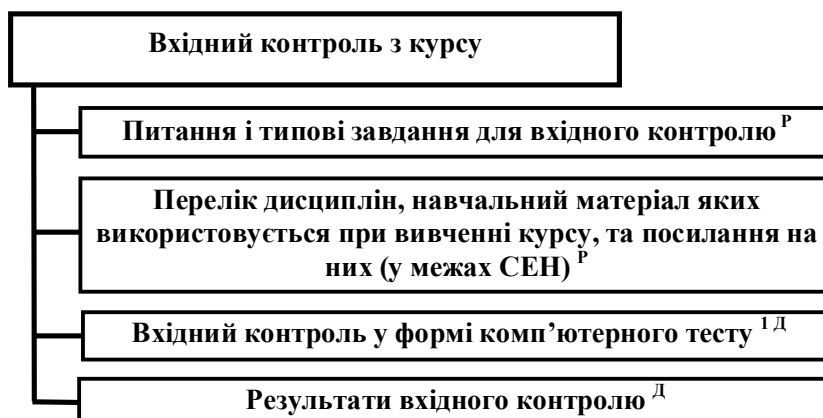 Вхідний контроль з курсу
Питання і типові завдання для вхідного контролю Р
Перелік дисциплін, навчальний матеріал яких
використовується при вивченні курсу, та посилання на
них (у межах СЕН) Р
Вхідний контроль у формі комп’ютерного тесту 1 Д
Результати вхідного контролю Д